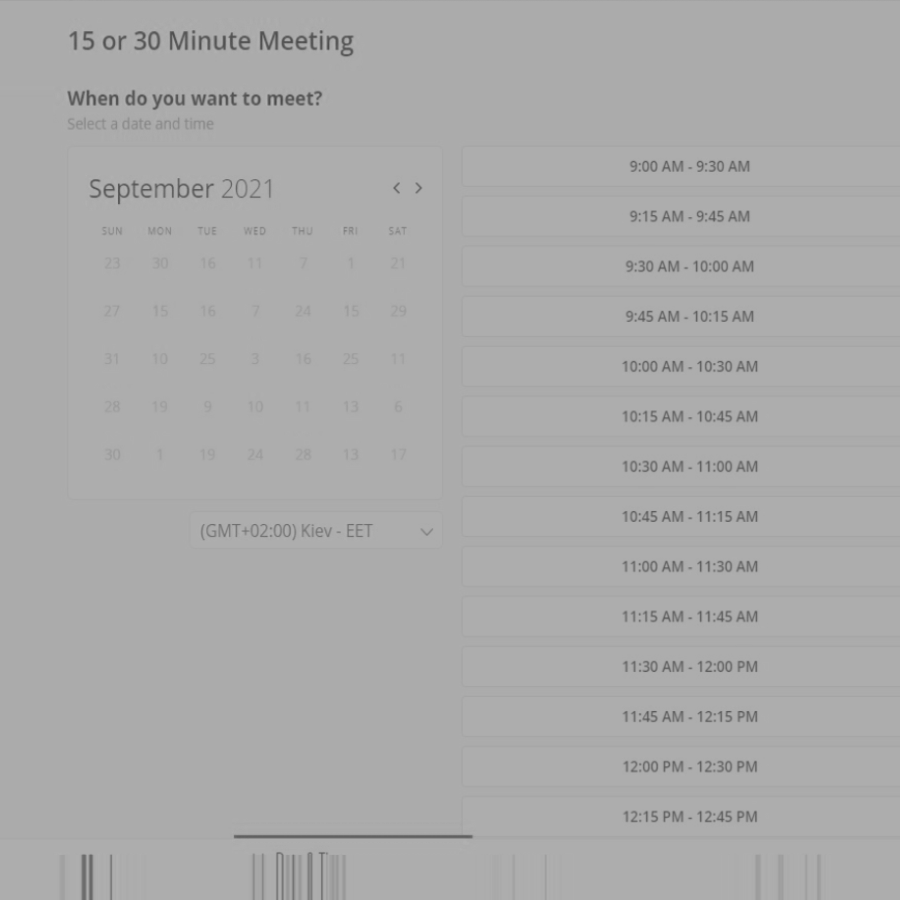 15 or 30 Minute Meeting
When do you want to meet?
Select a date and time
September 2021
SUN MON TUE WED THU FRI SAT
23 30 16 11 7 1 21
27 15 16 7 24 15 29
31 10 25 3 16 25 11
28 19 9 10 11 13 6
30 1 19 24 28 13 17
(GMT+02:00) Kiev - EET
9:00 AM - 9:30 AM
9:15 AM - 9:45 AM
9:30 AM - 10:00 AM
9:45 AM - 10:15 AM
10:00 AM - 10:30 AM
10:15 AM - 10:45 AM
10:30 AM - 11:00 AM
10:45 AM - 11:15 AM
11:00 AM - 11:30 AM
11:15 AM - 11:45 AM
11:30 AM - 12:00 PM
11:45 AM - 12:15 PM
12:00 PM - 12:30 PM
12:15 PM - 12:45 PM